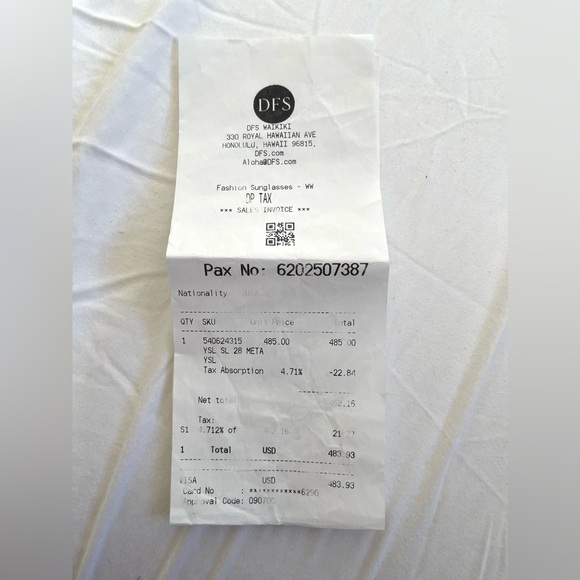 DFS
DFS WAIKIKI
330 ROYAL HAWAIIAN AVE
HONOLULU, HAWAII 96815,
DFS.com
Aloha@DFS.com
Fashion Sunglasses - WW
DP TAX
*** SALES INVOICE ***
Pax No: 6202507387
Nationality
QTY SKU Unit Price Total
1 540624315 485.00 485.00
YSL SL 28 META
YSL
Tax Absorption 4.71% -22.84
Net total
Tax:
S1 4.712% of
1 Total USD 483.93
VISA USD 483.93
Card No : ************6290
Approval Code: